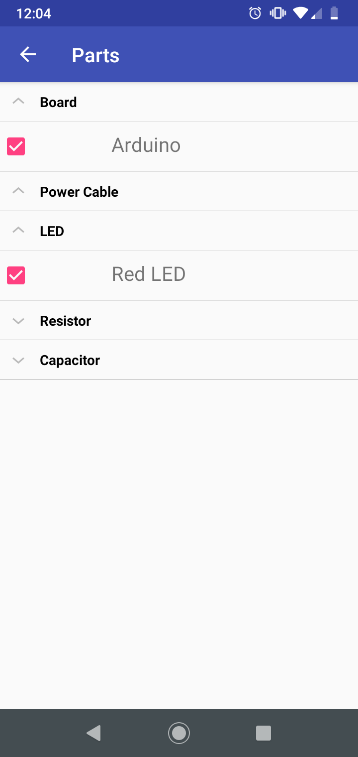 12:04
Parts
Board
Arduino
Power Cable
LED
Red LED
Resistor
Capacitor